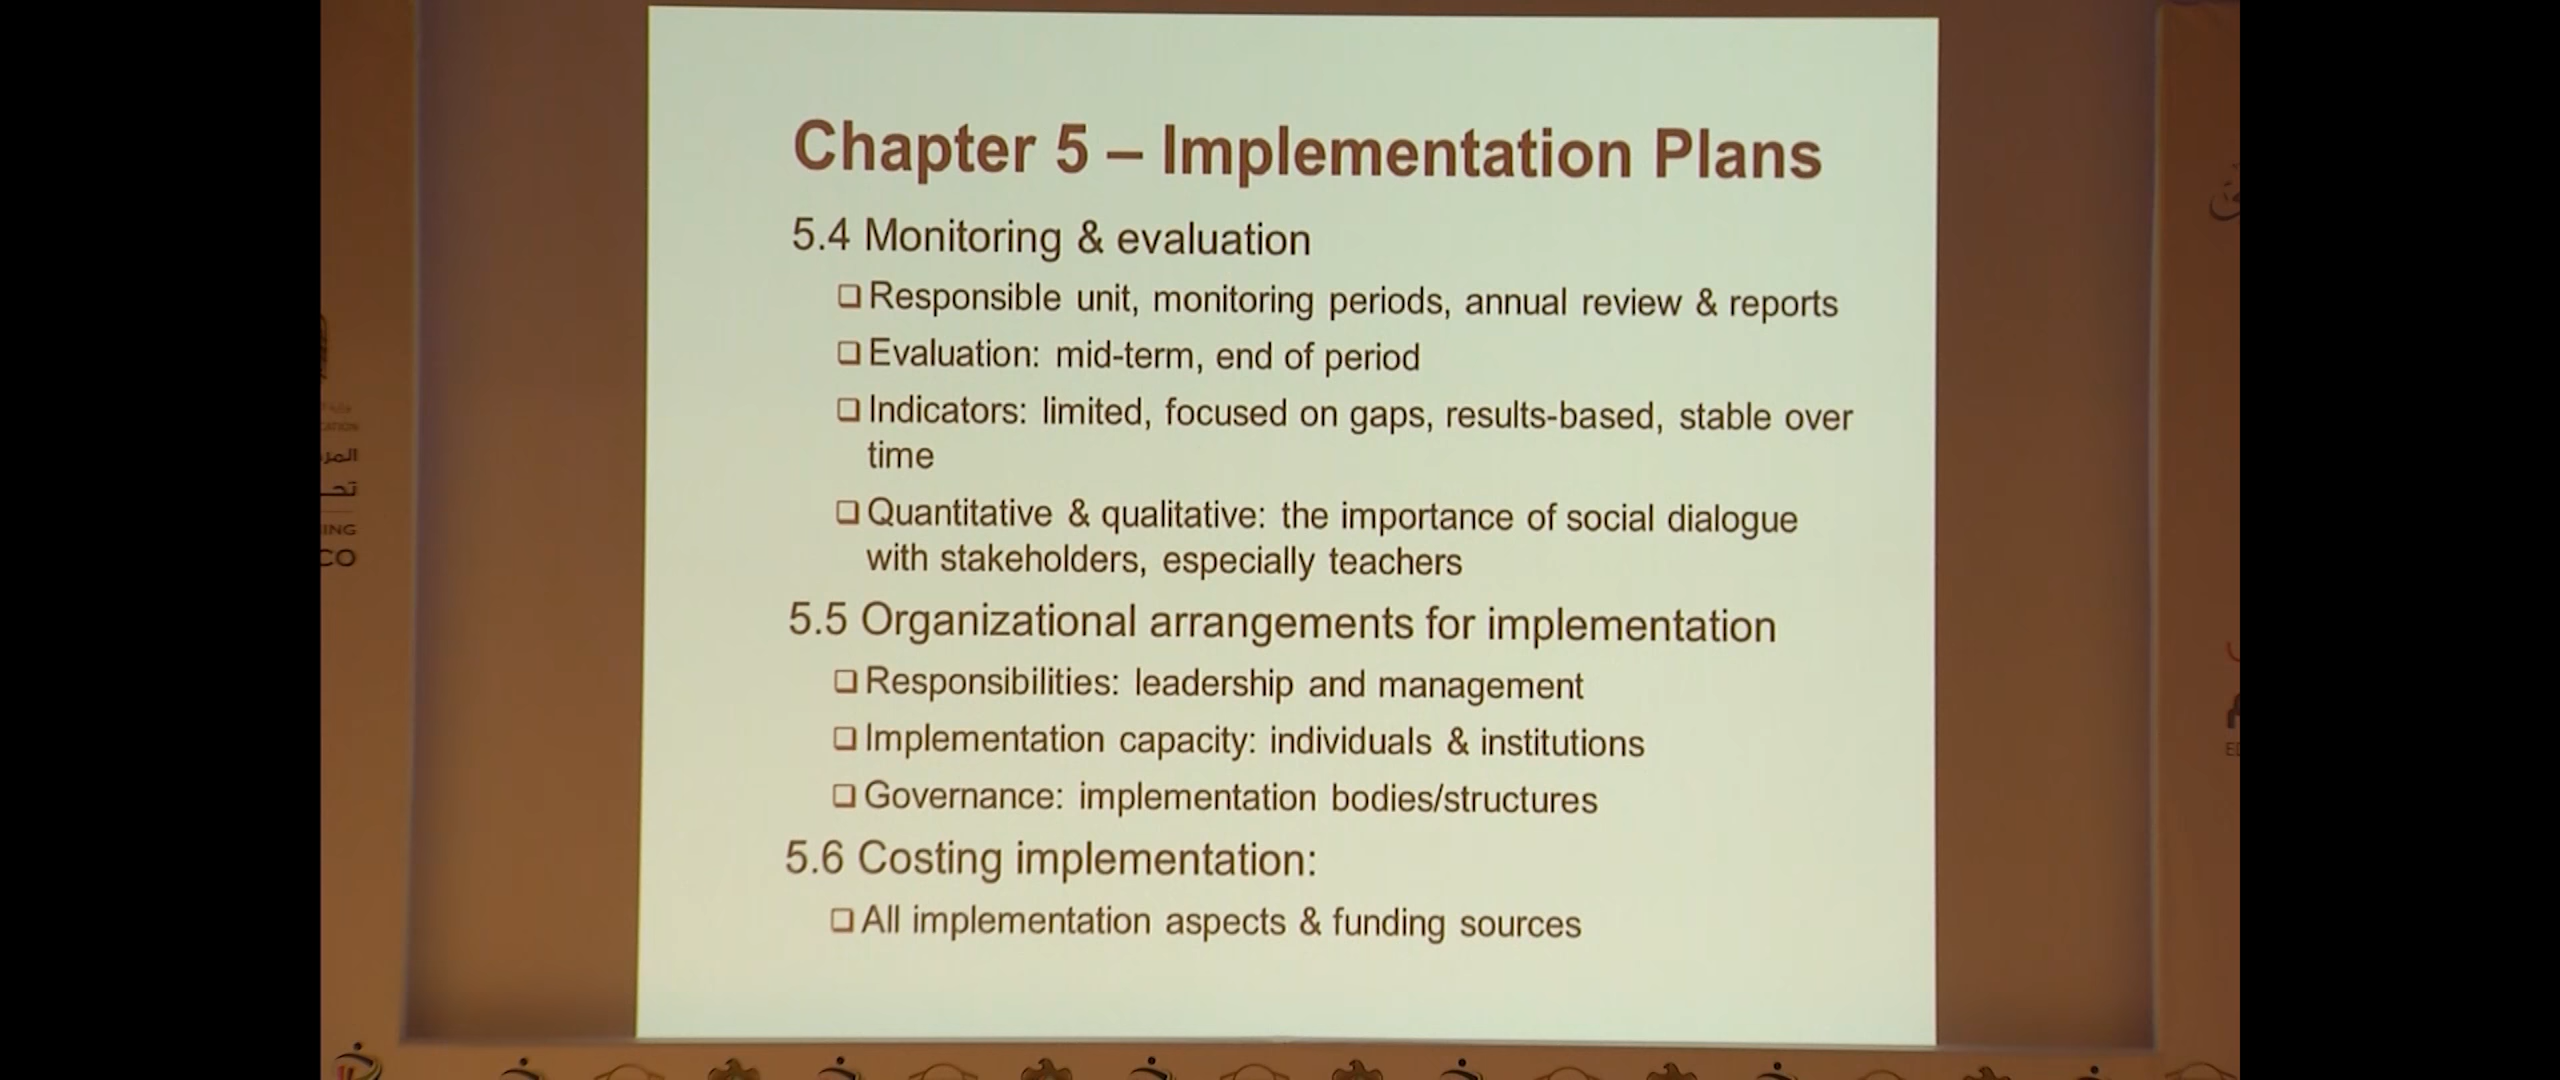 Chapter 5 – Implementation Plans
5.4 Monitoring & evaluation
❑ Responsible unit, monitoring periods, annual review & reports
❑ Evaluation: mid-term, end of period
❑ Indicators: limited, focused on gaps, results-based, stable over
time
❑ Quantitative & qualitative: the importance of social dialogue
with stakeholders, especially teachers
5.5 Organizational arrangements for implementation
❑ Responsibilities: leadership and management
❑ Implementation capacity: individuals & institutions
❑ Governance: implementation bodies/structures
5.6 Costing implementation:
❑ All implementation aspects & funding sources